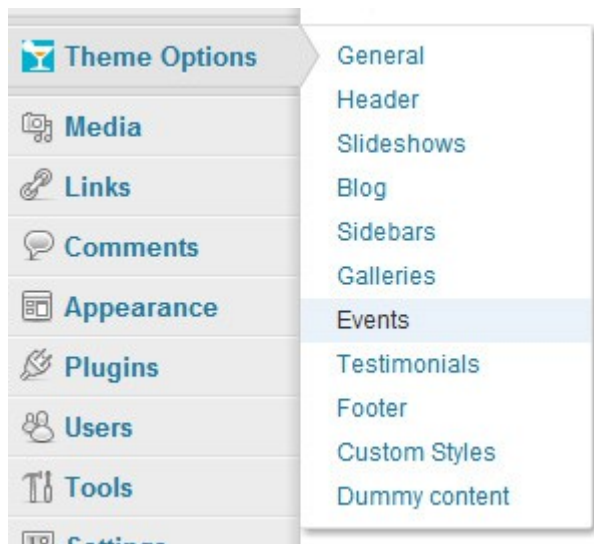 Theme Options
Media
Links
Comments
Appearance
Plugins
Users
Tools
Settings
General
Header
Slideshows
Blog
Sidebars
Galleries
Events
Testimonials
Footer
Custom Styles
Dummy content